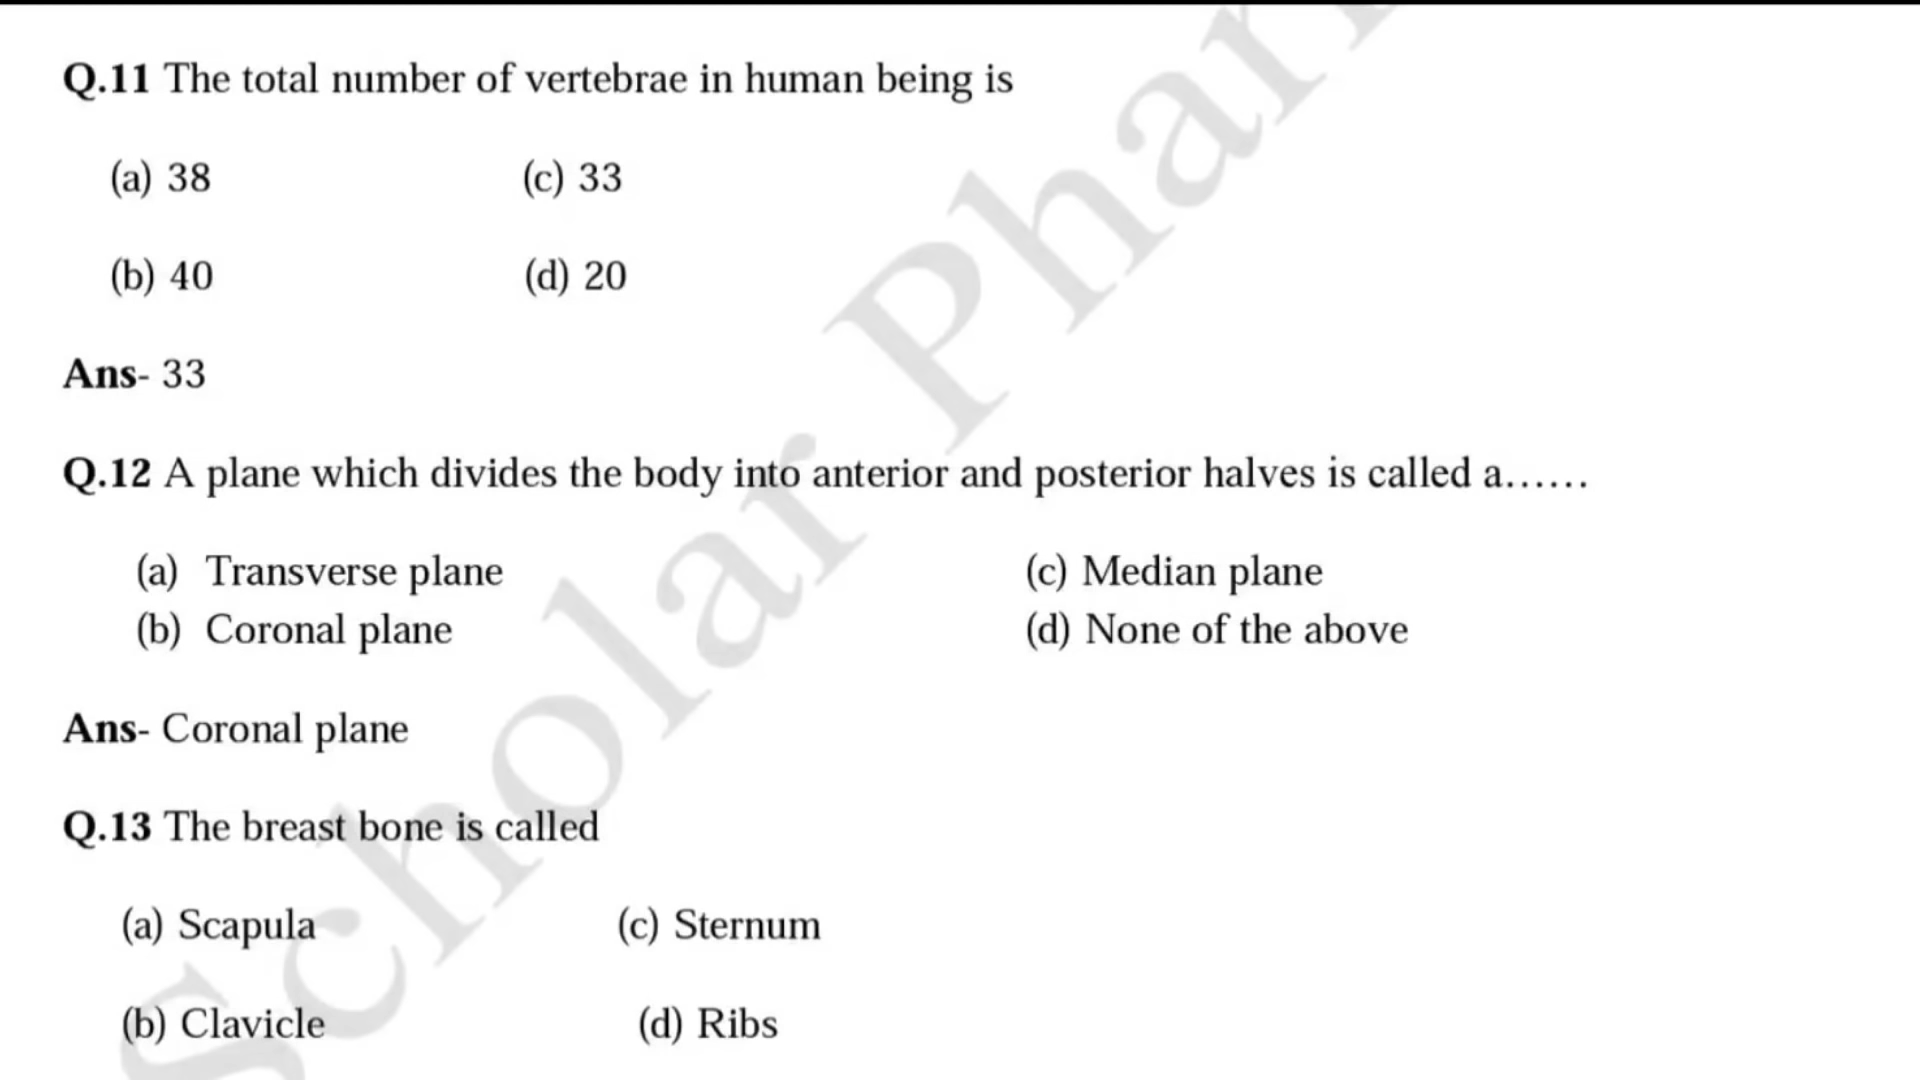 Q.11 The total number of vertebrae in human being is
(a) 38 (c) 33
(b) 40 (d) 20
Ans- 33
Q.12 A plane which divides the body into anterior and posterior halves is called a......
(a) Transverse plane (c) Median plane
(b) Coronal plane (d) None of the above
Ans- Coronal plane
Q.13 The breast bone is called
(a) Scapula (c) Sternum
(b) Clavicle (d) Ribs
Scholar Phar